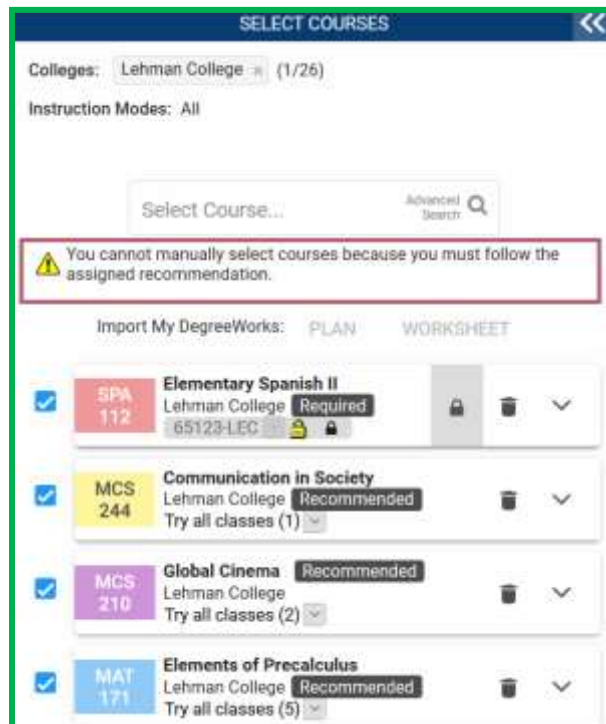 SELECT COURSES
Colleges: Lehman College × (1/26)
Instruction Modes: All
Select Course...
Advanced Search
You cannot manually select courses because you must follow the
assigned recommendation.
Import My DegreeWorks: PLAN WORKSHEET
SPA 112
Elementary Spanish II
Lehman College Required
65123-LEC
MCS 244
Communication in Society
Lehman College Recommended
Try all classes (1)
MCS 210
Global Cinema Recommended
Lehman College
Try all classes (2)
MAT 171
Elements of Precalculus
Lehman College Recommended
Try all classes (5)